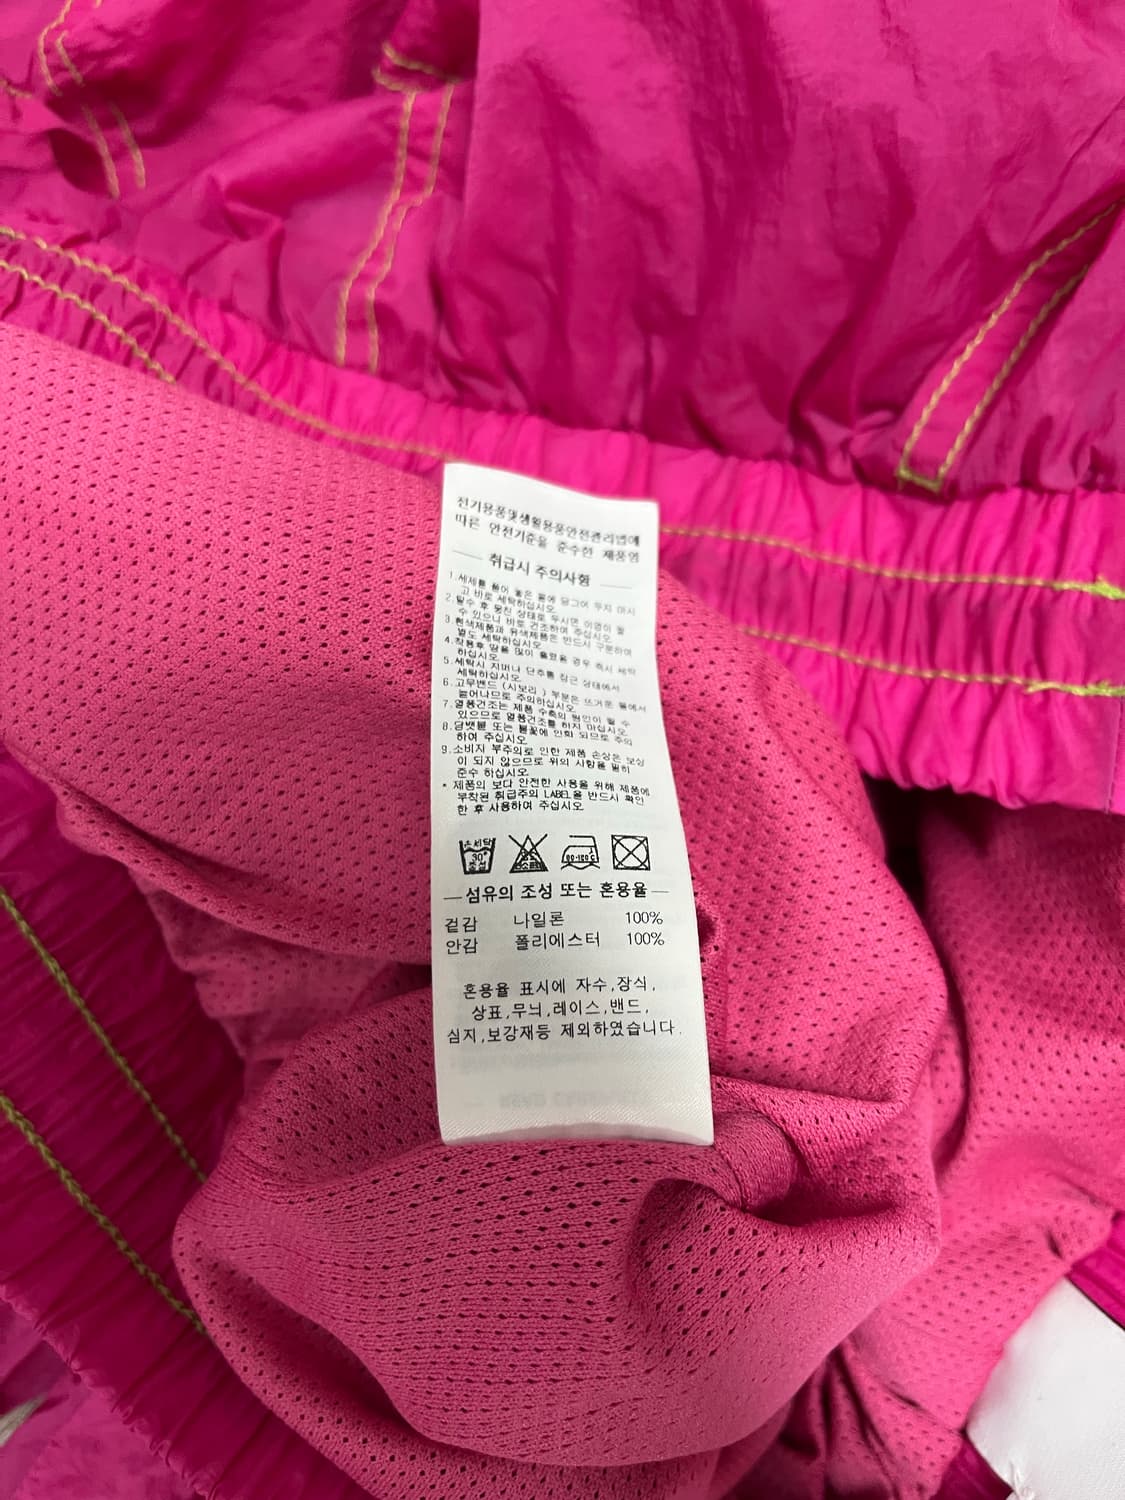 전기용품및생활용품안전관리법에
따른 안전기준을 준수한 제품임
취급시 주의사항
1.세제를 풀어 놓은 물에 담그어 두지 마시
고 바로 세탁하십시오.
2.탈수 후 뭉친 상태로 두시면 이염이 될
수 있으니 바로 건조하여 주십시오.
3.흰색제품과 유색제품은 반드시 구분하여
별도 세탁하십시오.
4.착용후 땀을 많이 흘렸을 경우 즉시 세탁
하십시오.
5.세탁시 지퍼나 단추를 잠근 상태에서
세탁하십시오.
6.고무밴드 (시보리 ) 부분은 뜨거운 물에서
늘어나므로 주의하십시오.
7.열풍건조는 제품 수축의 원인이 될 수
있으므로 열풍건조를 하지 마십시오.
8.담뱃불 또는 불꽃에 인화 되므로 주의
하여 주십시오.
9.소비자 부주의로 인한 제품 손상은 보상
이 되지 않으므로 위의 사항을 필히
준수 하십시오.
* 제품의 보다 안전한 사용을 위해 제품에
부착된 취급주의 LABEL을 반드시 확인
한 후 사용하여 주십시오
손세탁
30°
중성
염소표백
80-120°C
섬유의 조성 또는 혼용율
겉감 나일론 100%
안감 폴리에스터 100%
혼용율 표시에 자수,장식,
상표,무늬,레이스,밴드,
심지,보강재등 제외하였습니다.